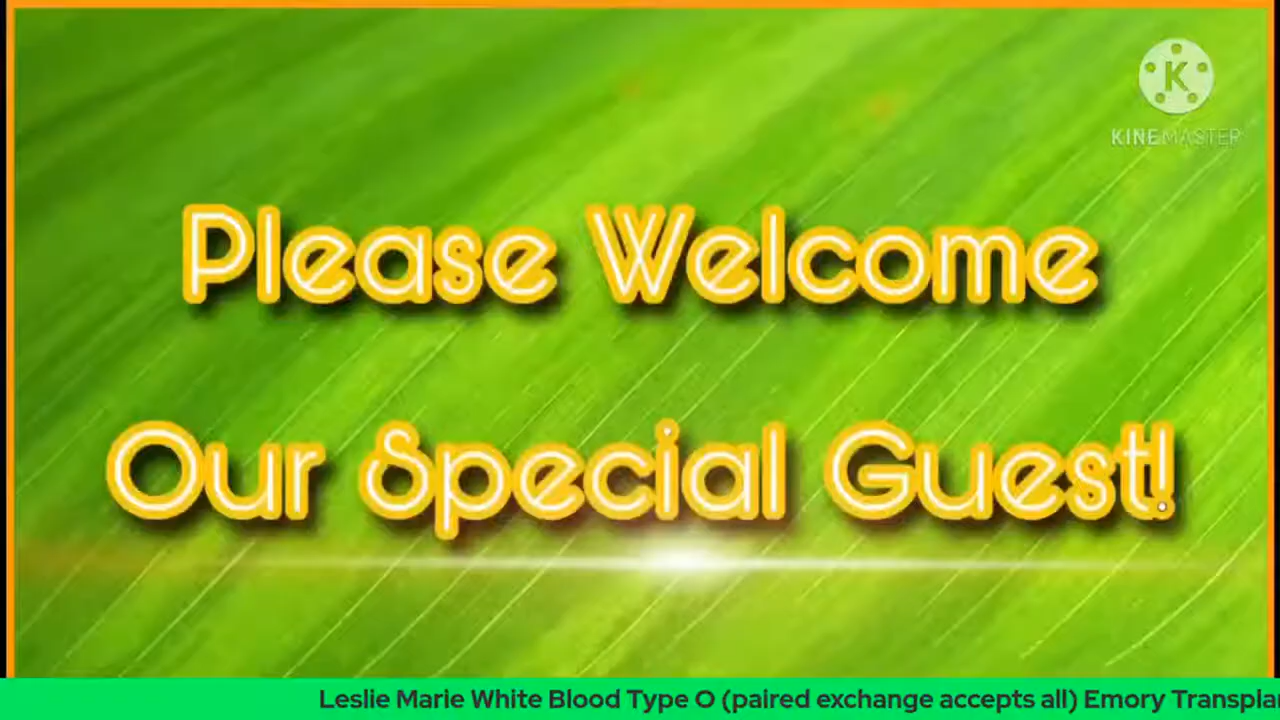 KINEMASTER
Please Welcome
Our Special Guest!
Leslie Marie White Blood Type O (paired exchange accepts all) Emory